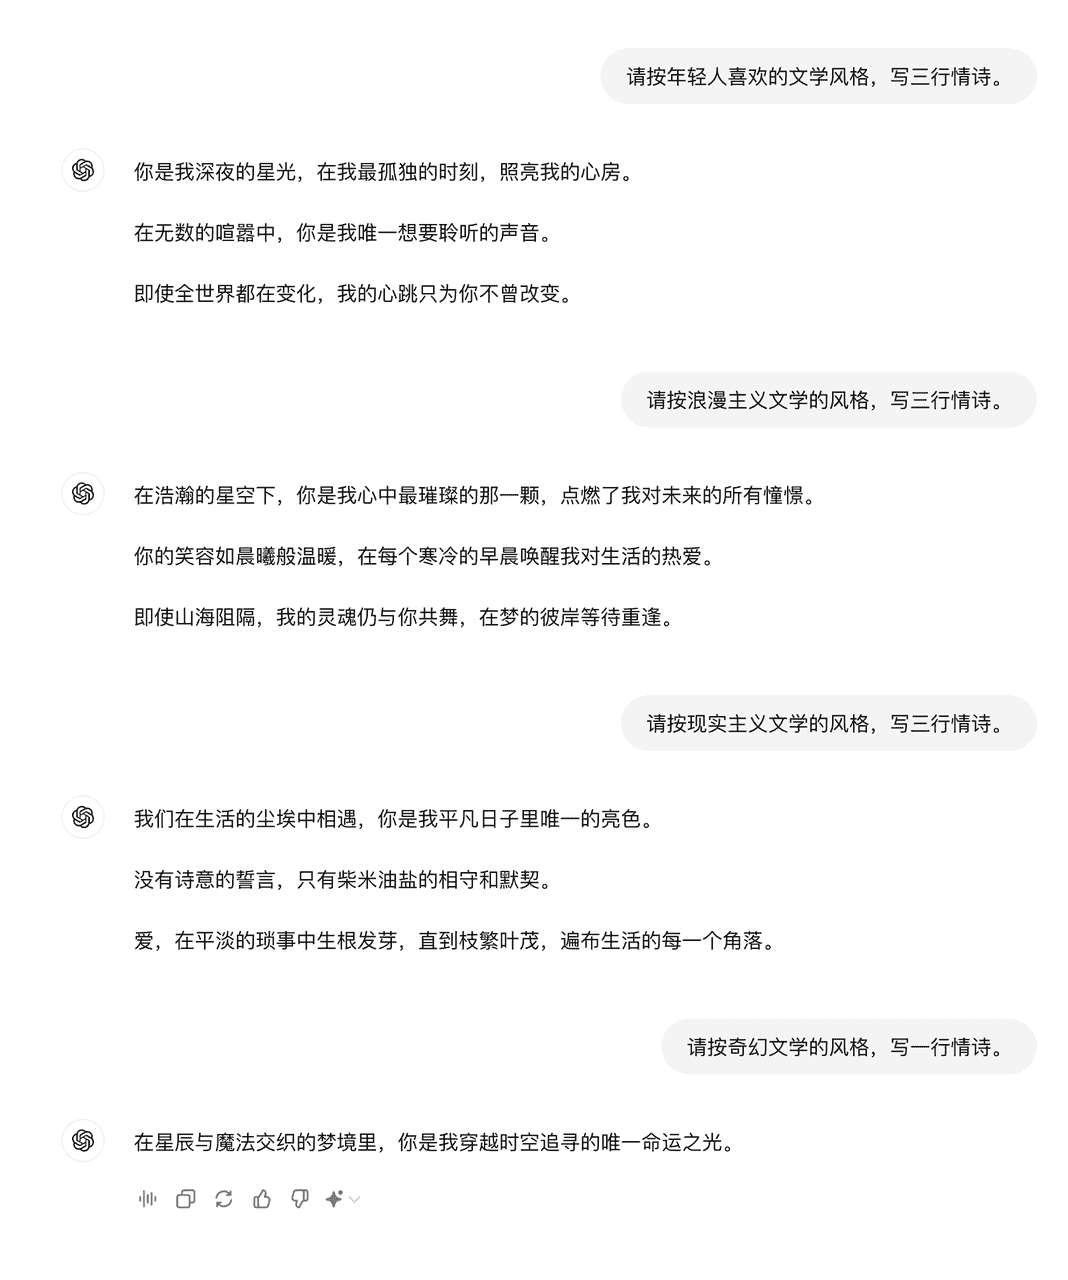 请按年轻人喜欢的文学风格，写三行情诗。
你是我深夜的星光，在我最孤独的时刻，照亮我的心房。
在无数的喧嚣中，你是我唯一想要聆听的声音。
即使全世界都在变化，我的心跳只为你不曾改变。
请按浪漫主义文学的风格，写三行情诗。
在浩瀚的星空下，你是我心中最璀璨的那一颗，点燃了我对未来的所有憧憬。
你的笑容如晨曦般温暖，在每个寒冷的早晨唤醒我对生活的热爱。
即使山海阻隔，我的灵魂仍与你共舞，在梦的彼岸等待重逢。
请按现实主义文学的风格，写三行情诗。
我们在生活的尘埃中相遇，你是我平凡日子里唯一的亮色。
没有诗意的誓言，只有柴米油盐的相守和默契。
爱，在平淡的琐事中生根发芽，直到枝繁叶茂，遍布生活的每一个角落。
请按奇幻文学的风格，写一行情诗。
在星辰与魔法交织的梦境里，你是我穿越时空追寻的唯一命运之光。